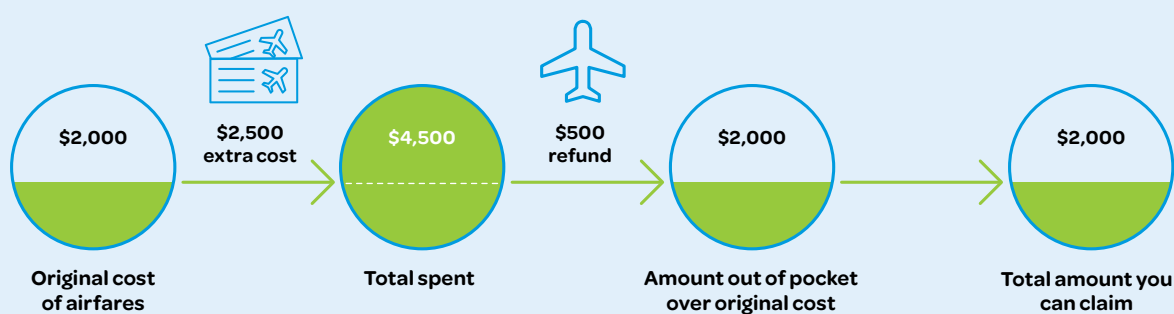 $2,000
$2,500
extra cost
$4,500
$500
refund
$2,000
$2,000
Original cost
of airfares
Total spent
Amount out of pocket
over original cost
Total amount you
can claim